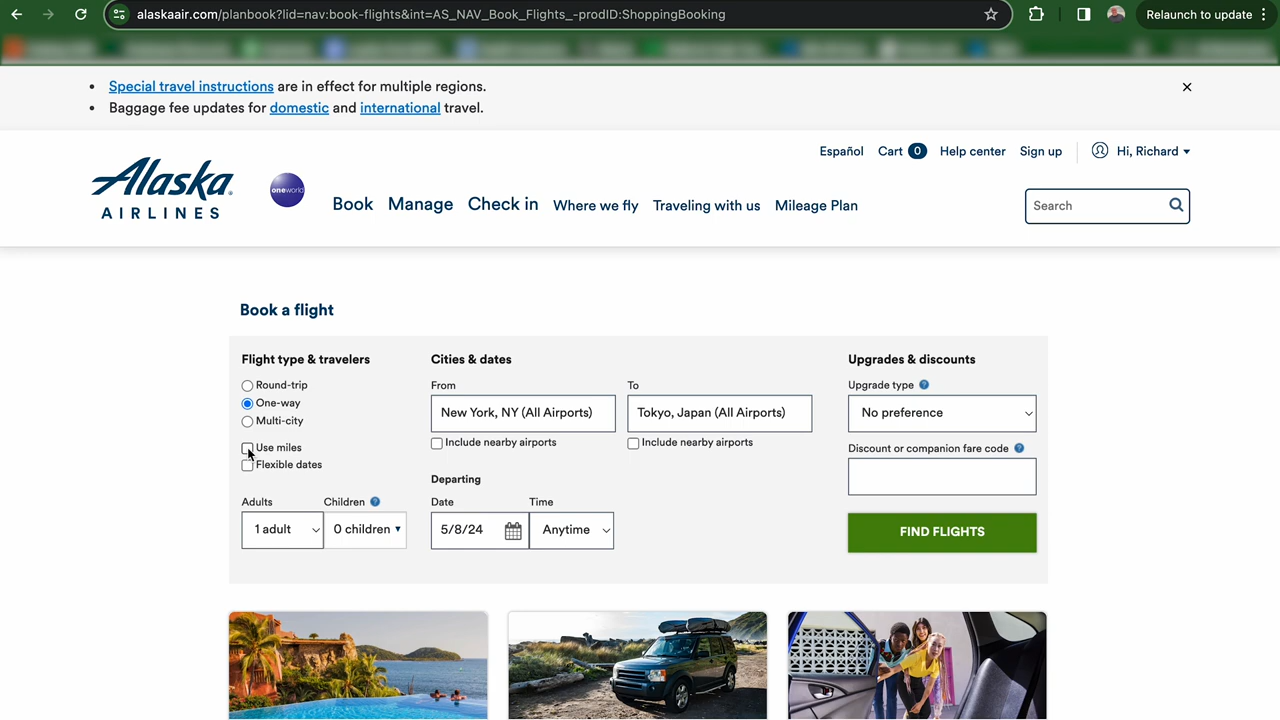 alaskaair.com/planbook?lid=nav:book-flights&int=AS_NAV_Book_Flights_-prodID:ShoppingBooking
Relaunch to update
• Special travel instructions are in effect for multiple regions.
• Baggage fee updates for domestic and international travel.
Español Cart 0 Help center Sign up Hi, Richard
Alaska
AIRLINES
oneworld
Book Manage Check in Where we fly Traveling with us Mileage Plan
Search
Book a flight
Flight type & travelers
Round-trip
One-way
Multi-city
Use miles
Flexible dates
Adults Children ?
1 adult 0 children
Cities & dates
From To
New York, NY (All Airports) Tokyo, Japan (All Airports)
Include nearby airports Include nearby airports
Departing
Date Time
5/8/24 Anytime
Upgrades & discounts
Upgrade type ?
No preference
Discount or companion fare code ?
FIND FLIGHTS